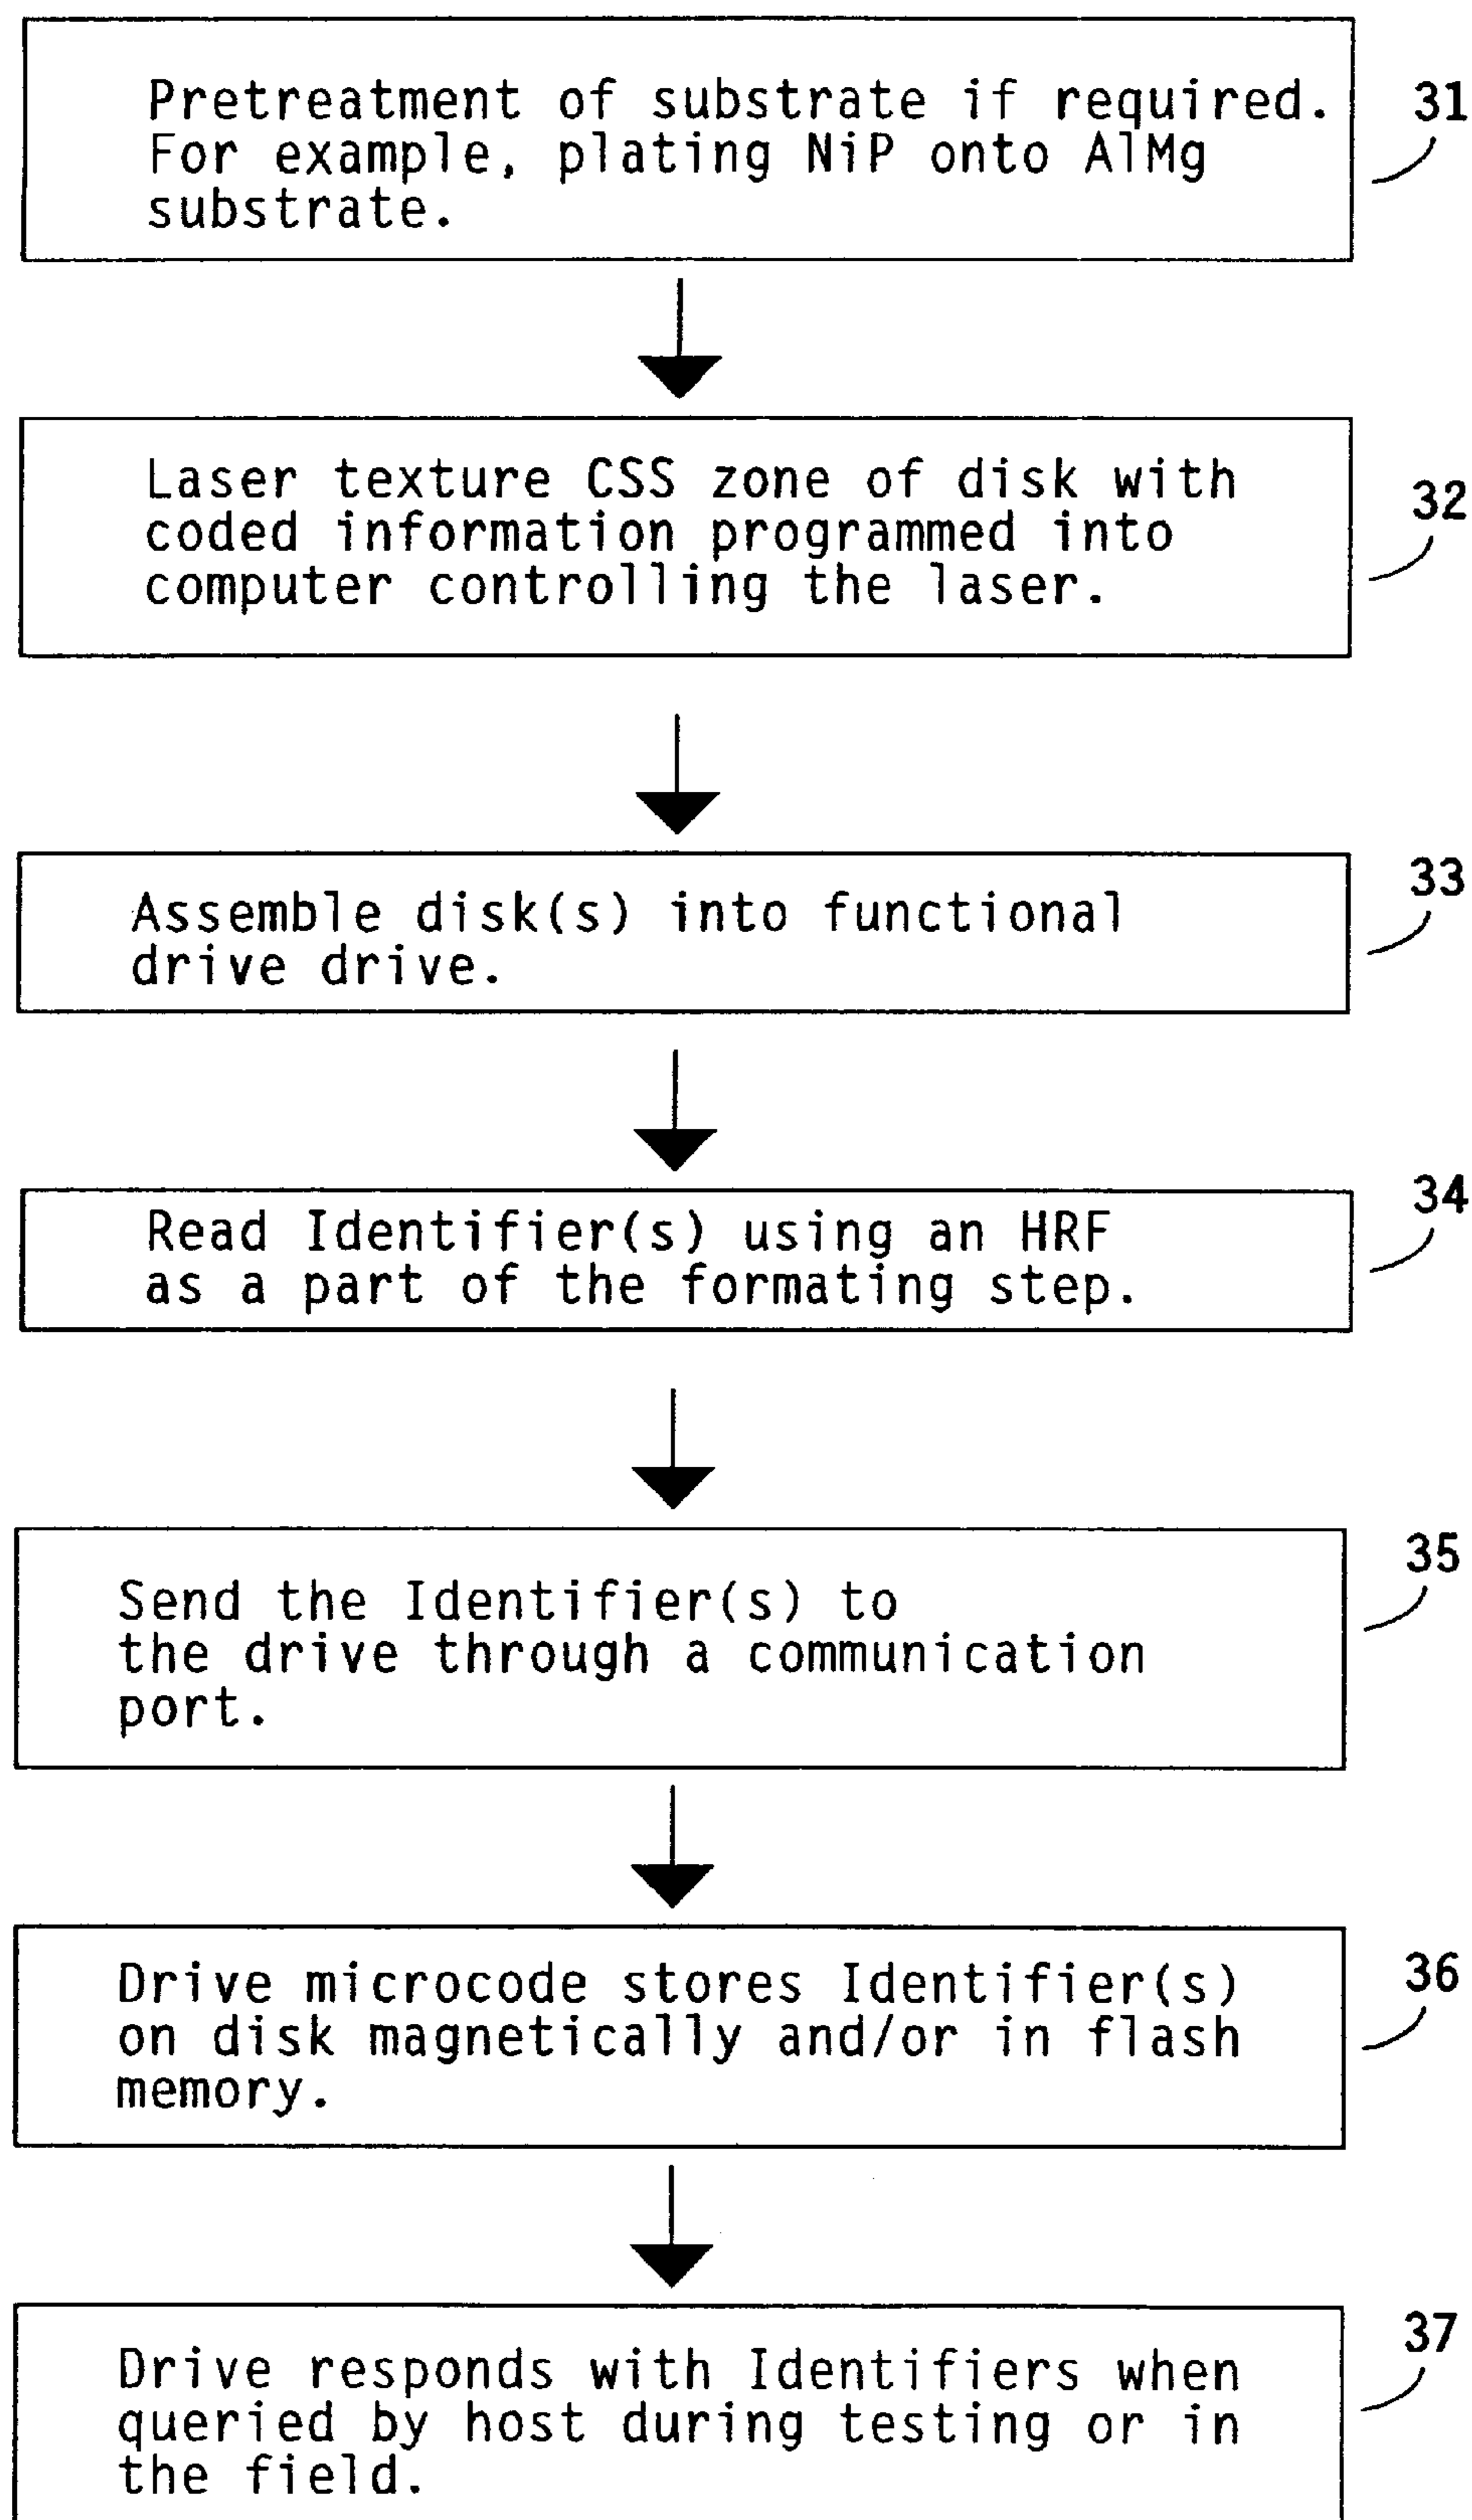 Pretreatment of substrate if required.
For example, plating NiP onto AlMg
substrate.
31
Laser texture CSS zone of disk with
coded information programmed into
computer controlling the laser.
32
Assemble disk(s) into functional
drive drive.
33
Read Identifier(s) using an HRF
as a part of the formating step.
34
Send the Identifier(s) to
the drive through a communication
port.
35
Drive microcode stores Identifier(s)
on disk magnetically and/or in flash
memory.
36
Drive responds with Identifiers when
queried by host during testing or in
the field.
37